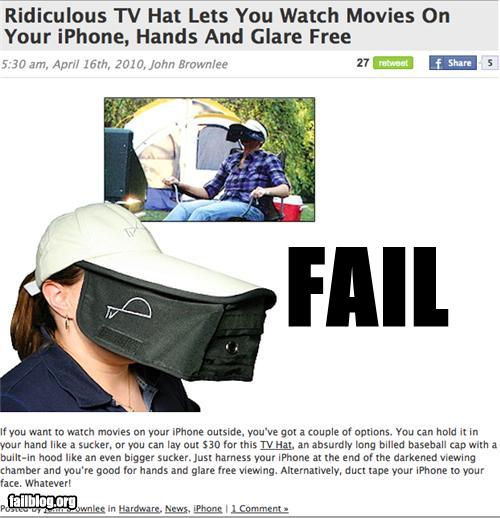 Ridiculous TV Hat Lets You Watch Movies On
Your iPhone, Hands And Glare Free
5:30 am, April 16th, 2010, John Brownlee
27 retweet f Share 5
TV
FAIL
TV
If you want to watch movies on your iPhone outside, you've got a couple of options. You can hold it in
your hand like a sucker, or you can lay out $30 for this TV Hat, an absurdly long billed baseball cap with a
built-in hood like an even bigger sucker. Just harness your iPhone at the end of the darkened viewing
chamber and you're good for hands and glare free viewing. Alternatively, duct tape your iPhone to your
face. Whatever!
failblog.org
Posted by John Brownlee in Hardware, News, iPhone | 1 Comment »